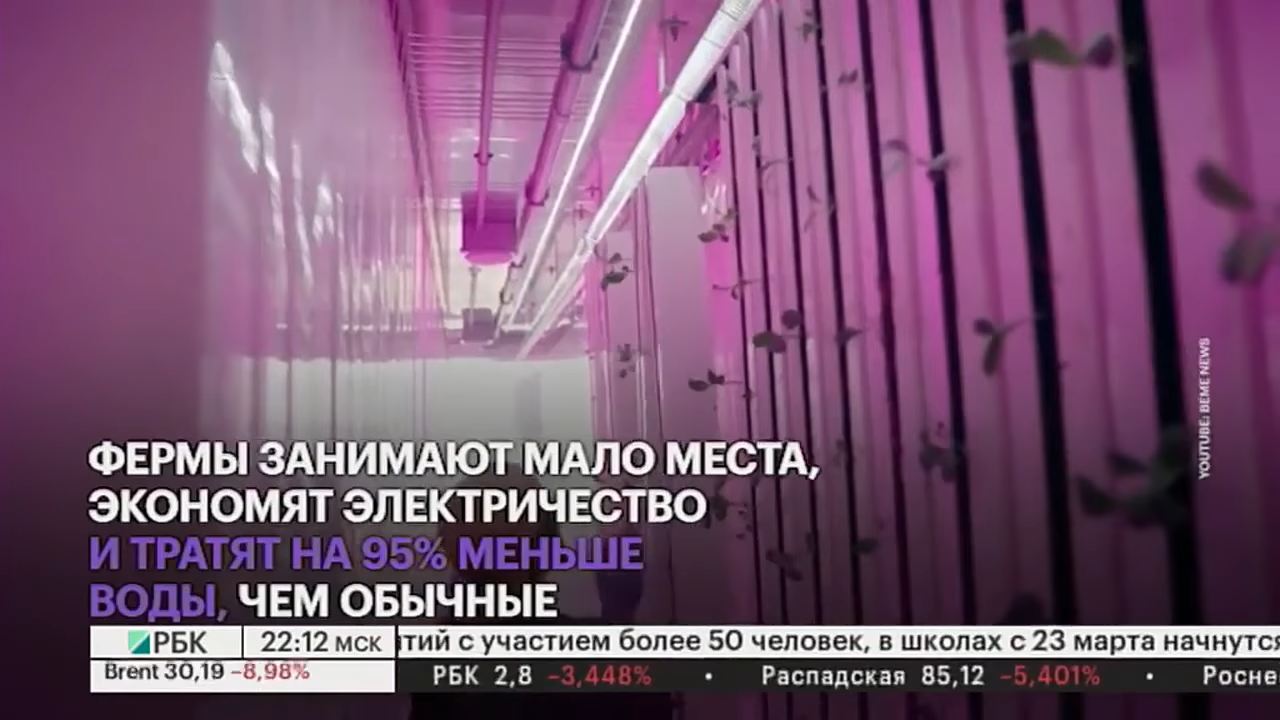 ФЕРМЫ ЗАНИМАЮТ МАЛО МЕСТА,
ЭКОНОМЯТ ЭЛЕКТРИЧЕСТВО
И ТРАТЯТ НА 95% МЕНЬШЕ
ВОДЫ, ЧЕМ ОБЫЧНЫЕ
YOUTUBE: BEME NEWS
РБК 22:12 МСК тий с участием более 50 человек, в школах с 23 марта начнутся
Brent 30,19 -8,98% РБК 2,8 -3,448% • Распадская 85,12 -5,401% • Росне